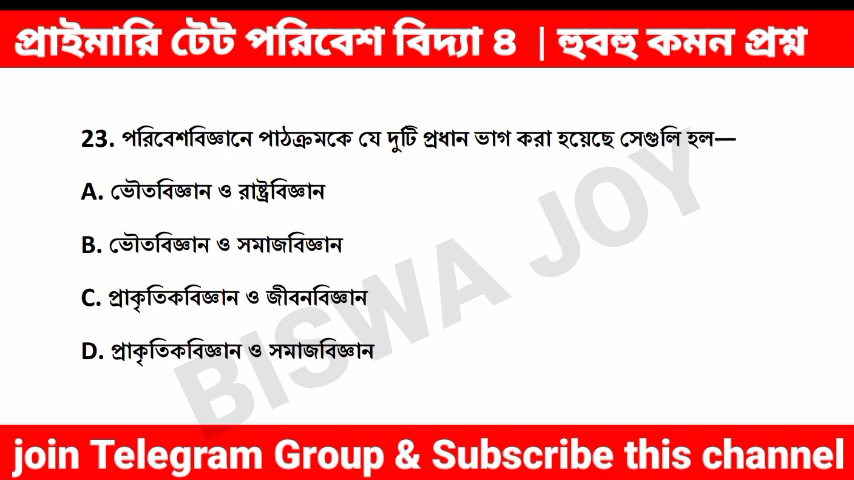 প্রাইমারি টেট পরিবেশ বিদ্যা ৪ | হুবহু কমন প্রশ্ন
23. পরিবেশবিজ্ঞানে পাঠক্রমকে যে দুটি প্রধান ভাগ করা হয়েছে সেগুলি হল—
A. ভৌতবিজ্ঞান ও রাষ্ট্রবিজ্ঞান
B. ভৌতবিজ্ঞান ও সমাজবিজ্ঞান
C. প্রাকৃতিকবিজ্ঞান ও জীবনবিজ্ঞান
D. প্রাকৃতিকবিজ্ঞান ও সমাজবিজ্ঞান
BISWA JOY
join Telegram Group & Subscribe this channel